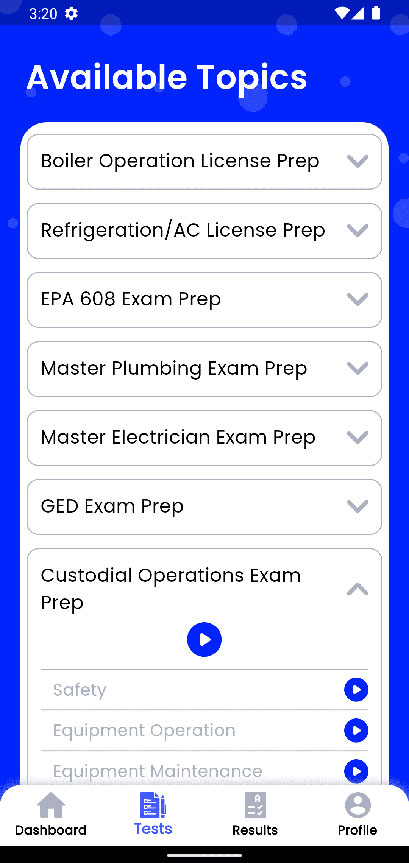 3:20
Available Topics
Boiler Operation License Prep
Refrigeration/AC License Prep
EPA 608 Exam Prep
Master Plumbing Exam Prep
Master Electrician Exam Prep
GED Exam Prep
Custodial Operations Exam
Prep
Safety
Equipment Operation
Equipment Maintenance
Dashboard
Tests
Results
Profile